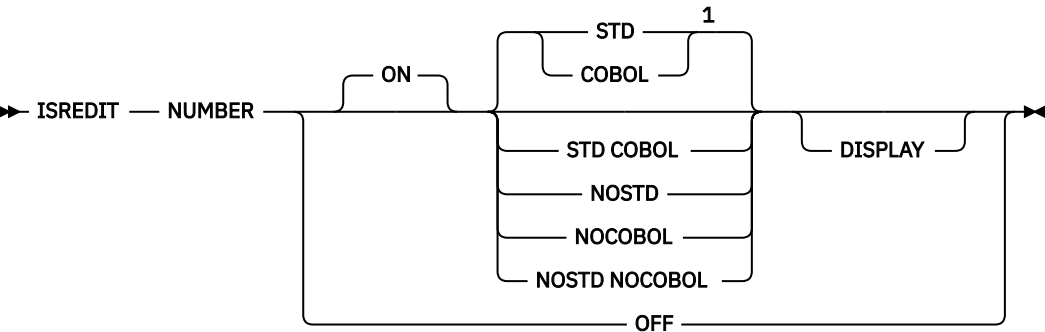 1
STD
ON
COBOL
ISREDIT NUMBER
STD COBOL DISPLAY
NOSTD
NOCOBOL
NOSTD NOCOBOL
OFF